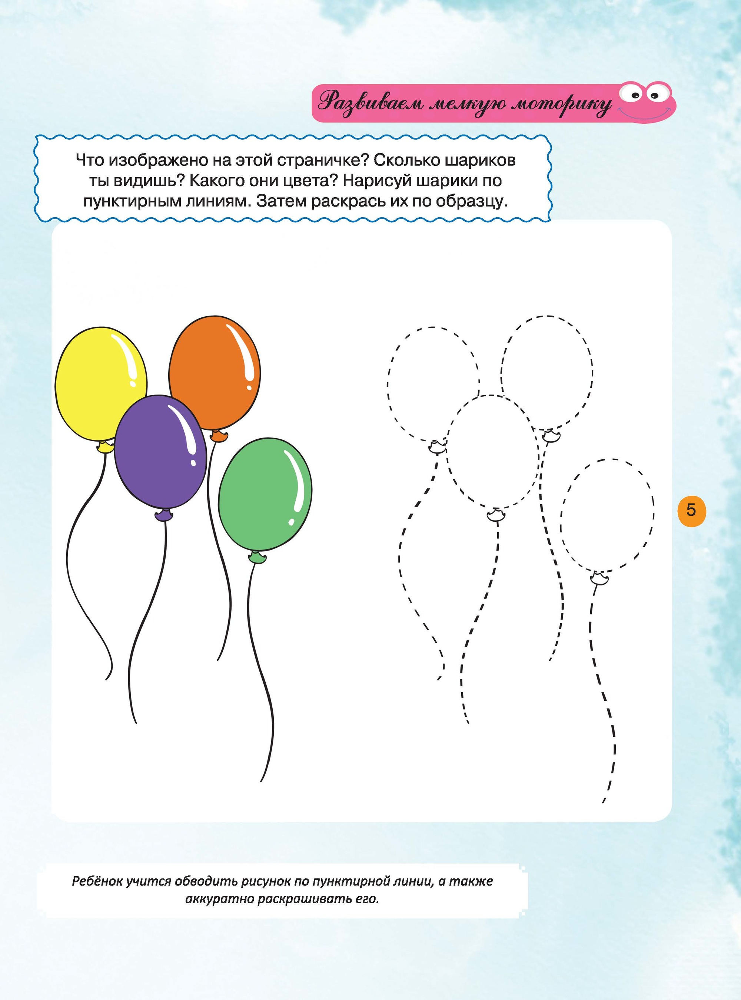 Развиваем мелкую моторику
Что изображено на этой страничке? Сколько шариков
ты видишь? Какого они цвета? Нарисуй шарики по
пунктирным линиям. Затем раскрась их по образцу.
5
Ребёнок учится обводить рисунок по пунктирной линии, а также
аккуратно раскрашивать его.